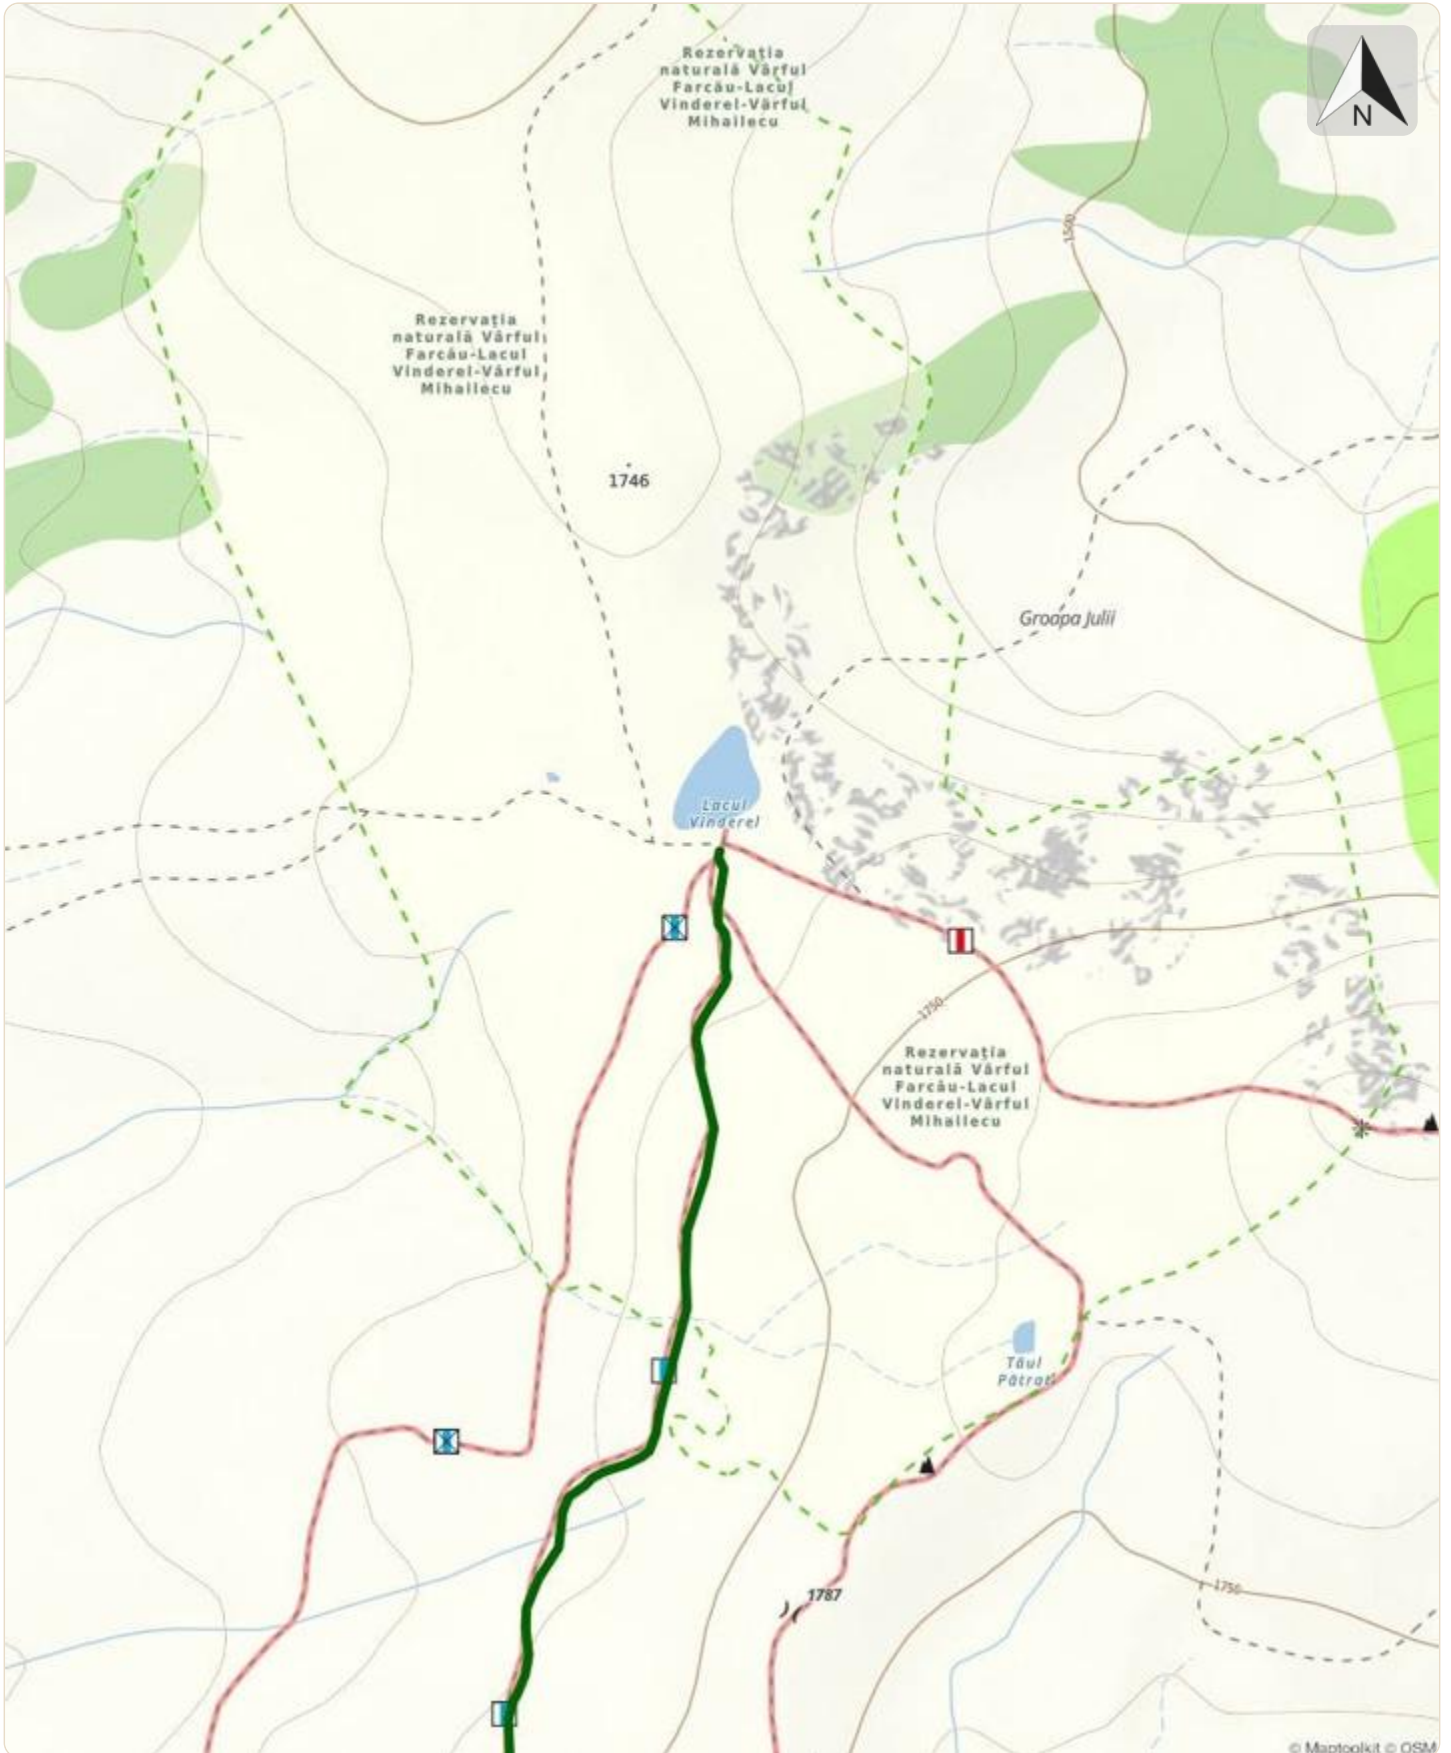 Rezervația
naturală Vârful
Farcău-Lacul
Vinderel-Vârful
Mihailecu
N
1500
Rezervația
naturală Vârful
Farcău-Lacul
Vinderel-Vârful
Mihailecu
1746
Groapa Julii
Lacul
Vinderel
1750
Rezervația
naturală Vârful
Farcău-Lacul
Vinderel-Vârful
Mihailecu
Tăul
Pătrat
1787
1750
© Maptoolkit © OSM